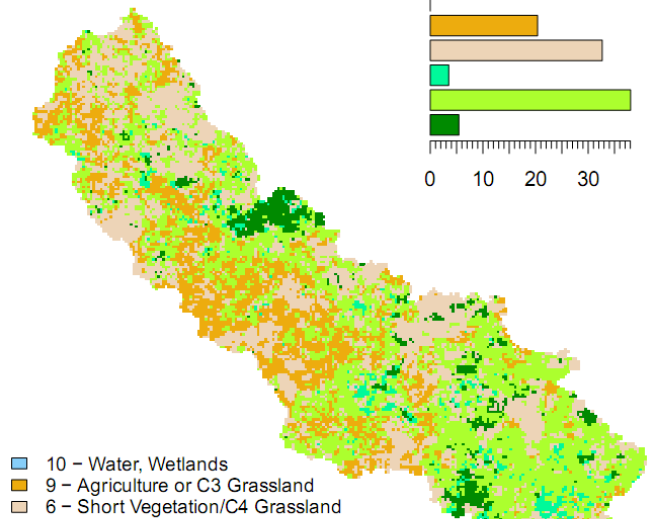 0 10 20 30
10 − Water, Wetlands
9 − Agriculture or C3 Grassland
6 − Short Vegetation/C4 Grassland